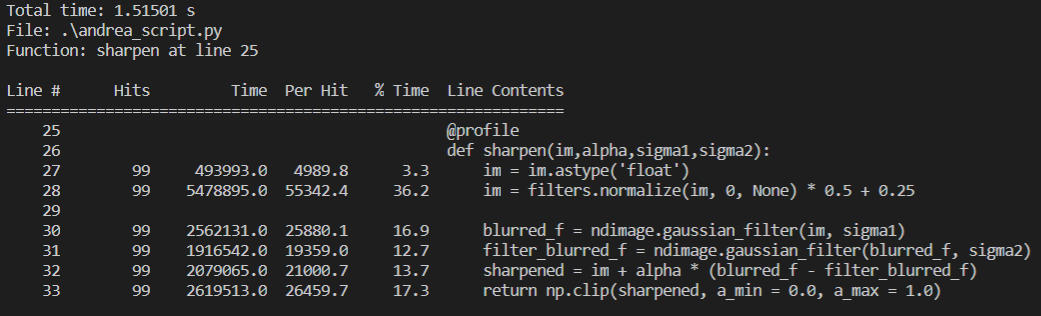 Total time: 1.51501 s
File: .\andrea_script.py
Function: sharpen at line 25
Line #      Hits         Time  Per Hit   % Time  Line Contents
==============================================================
    25                                           @profile
    26                                           def sharpen(im,alpha,sigma1,sigma2):
    27        99     493993.0   4989.8      3.3      im = im.astype('float')
    28        99    5478895.0  55342.4     36.2      im = filters.normalize(im, 0, None) * 0.5 + 0.25
    29
    30        99    2562131.0  25880.1     16.9      blurred_f = ndimage.gaussian_filter(im, sigma1)
    31        99    1916542.0  19359.0     12.7      filter_blurred_f = ndimage.gaussian_filter(blurred_f, sigma2)
    32        99    2079065.0  21000.7     13.7      sharpened = im + alpha * (blurred_f - filter_blurred_f)
    33        99    2619513.0  26459.7     17.3      return np.clip(sharpened, a_min = 0.0, a_max = 1.0)